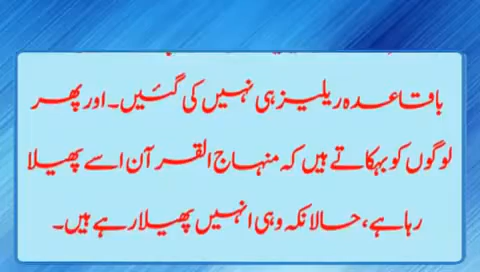 باقاعدہ ریلیز ہی نہیں کی گئیں۔ اور پھر
لوگوں کو بہکاتے ہیں کہ منہاج القرآن اسے پھیلا
رہا ہے، حالانکہ وہی انہیں پھیلا رہے ہیں۔